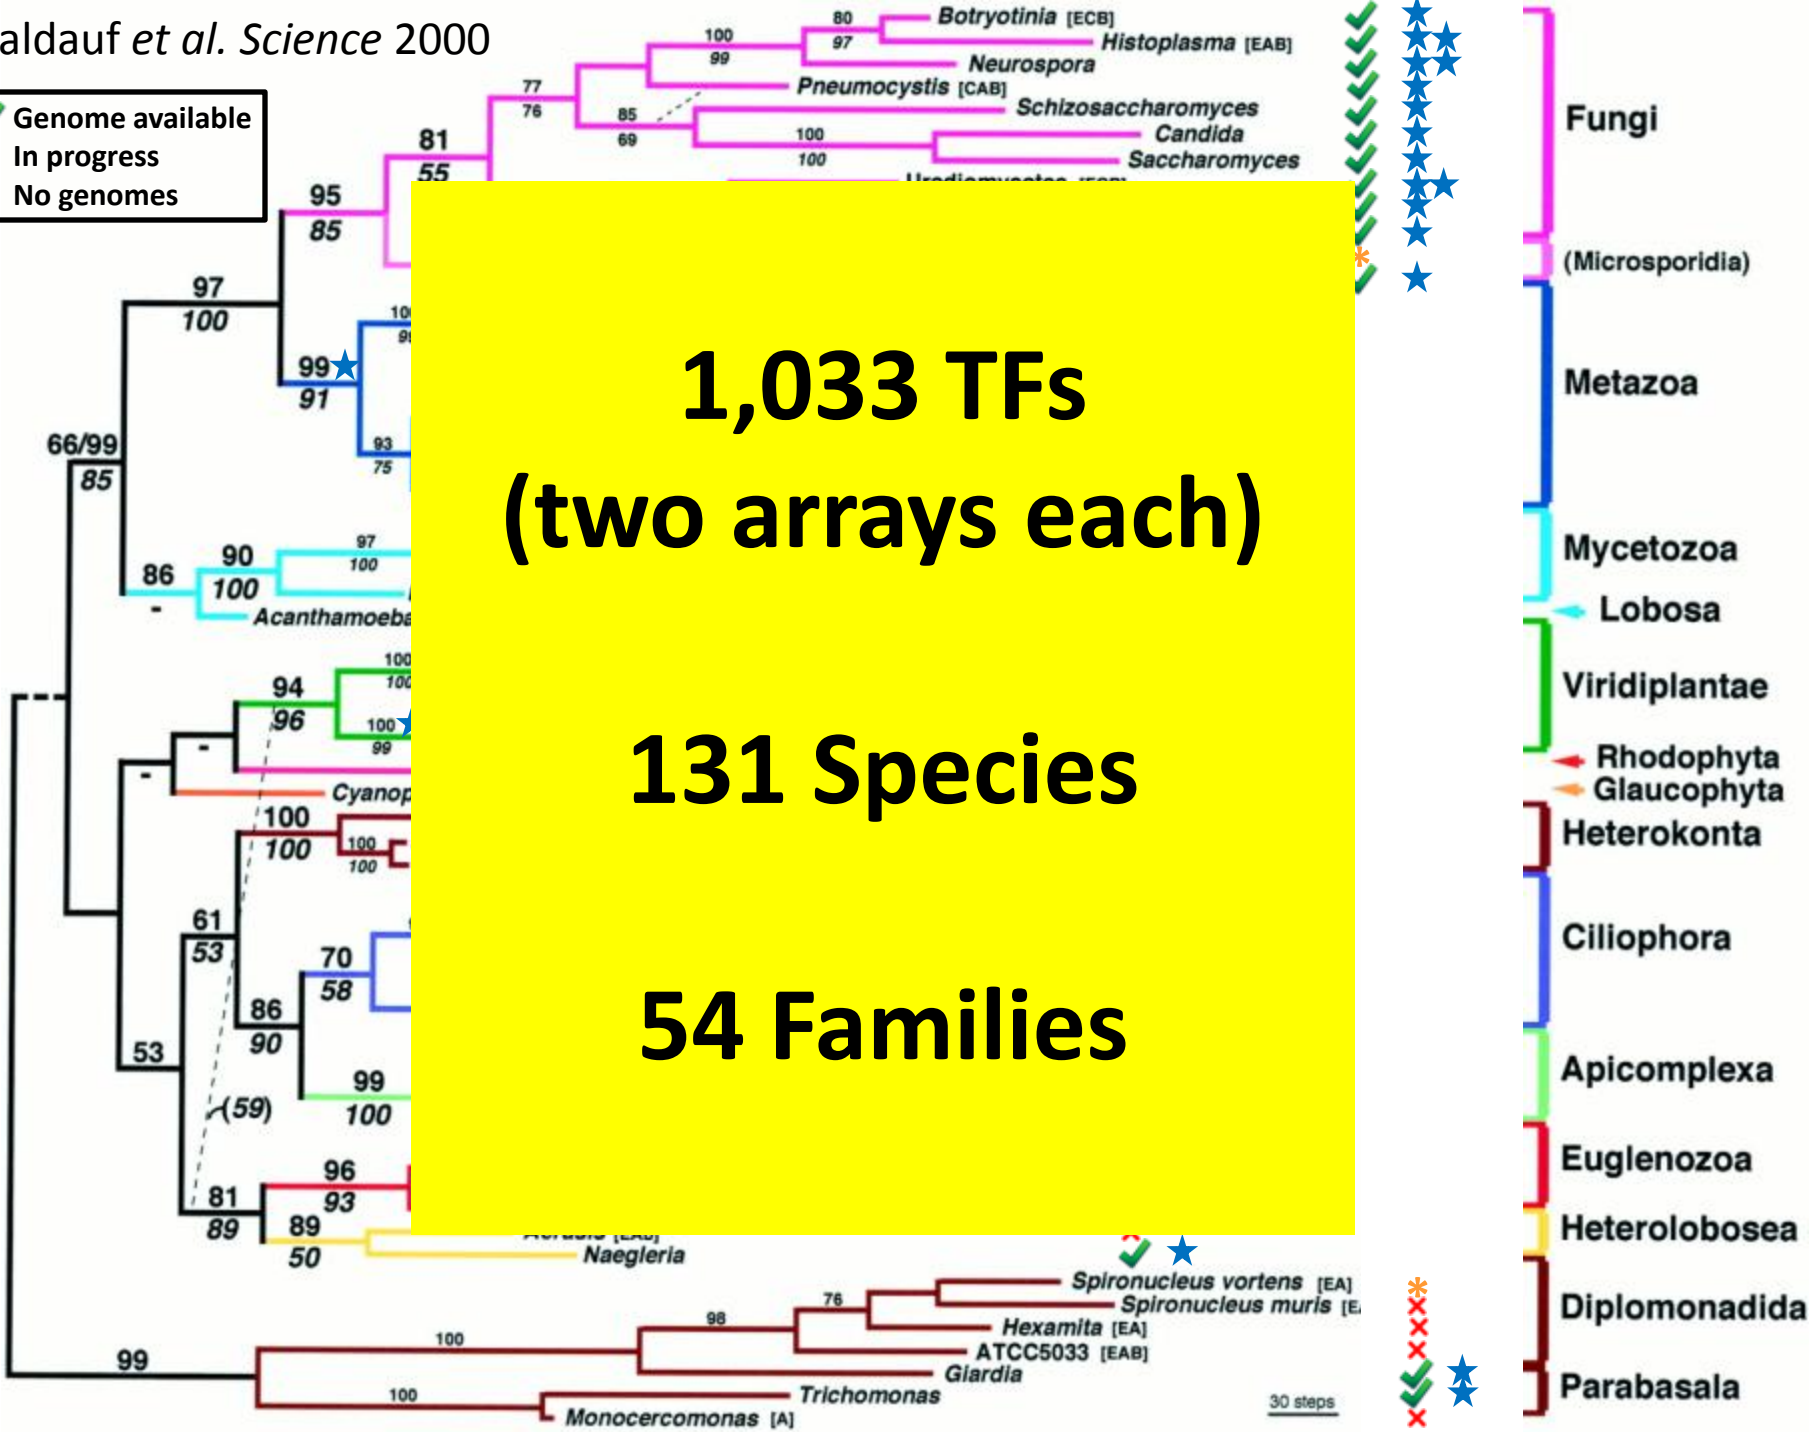 aldauf et al. Science 2000
Genome available
In progress
No genomes
80
97
Botryotinia [ECB]
100
99
Histoplasma [EAB]
Neurospora
Pneumocystis [CAB]
77
76
Schizosaccharomyces
85
69
100
100
Candida
Saccharomyces
81
55
95
85
97
100
99
91
93
75
66/99
85
97
100
90
100
86
-
Acanthamoeba
100
100
94
96
100
99
-
-
Cyanop
100
100
100
100
61
53
70
58
86
90
53
99
100
(59)
96
93
81
89
89
50
1,033 TFs
(two arrays each)
131 Species
54 Families
Naegleria
Spironucleus vortens [EA]
76
Spironucleus muris [E
98
Hexamita [EA]
100
ATCC5033 [EAB]
99
Giardia
100
Trichomonas
Monocercomonas [A]
30 steps
Fungi
(Microsporidia)
Metazoa
Mycetozoa
Lobosa
Viridiplantae
Rhodophyta
Glaucophyta
Heterokonta
Ciliophora
Apicomplexa
Euglenozoa
Heterolobosea
Diplomonadida
Parabasala